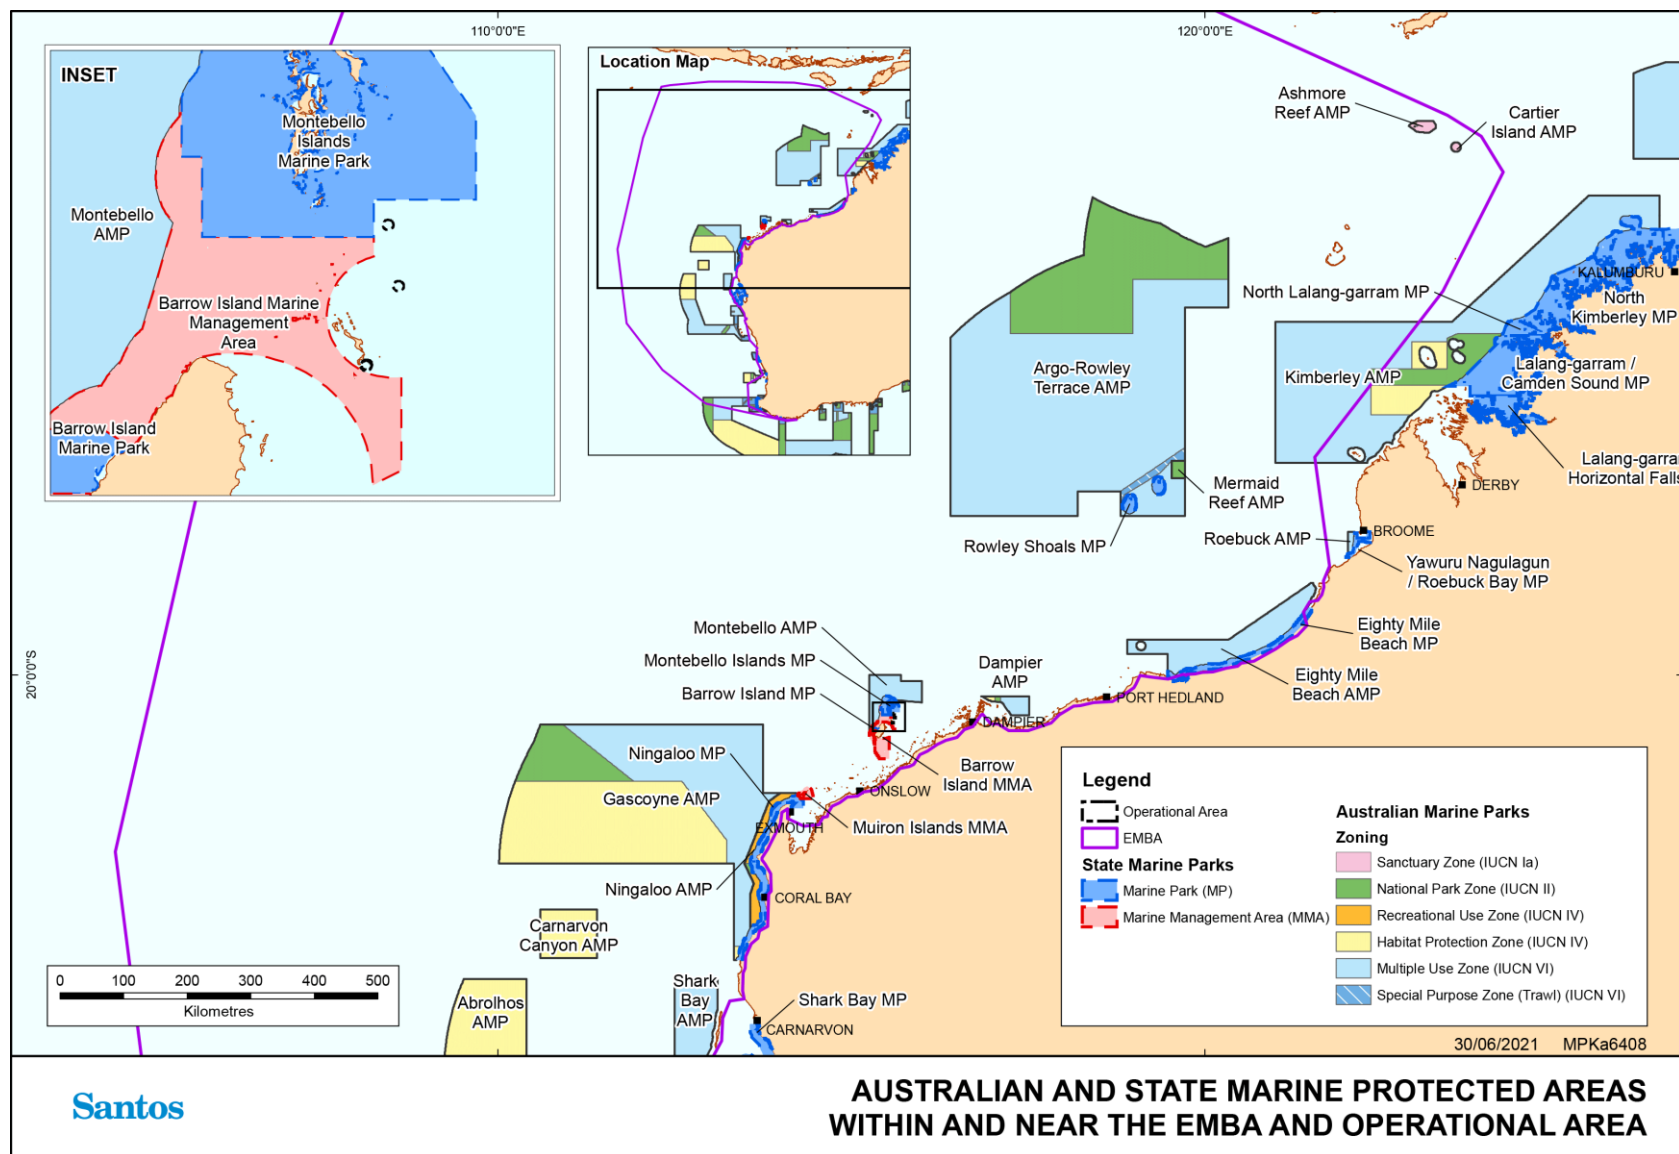 110°0'0"E
120°0'0"E
20°0'0"S
INSET
Montebello
Islands
Marine Park
Montebello
AMP
Barrow Island Marine
Management
Area
Barrow Island
Marine Park
Location Map
Ashmore
Reef AMP
Cartier
Island AMP
KALUMBURU
North Lalang-garram MP
North
Kimberley MP
Argo-Rowley
Terrace AMP
Kimberley AMP
Lalang-garram /
Camden Sound MP
Lalang-garra
Horizontal Falls
Mermaid
Reef AMP
DERBY
Rowley Shoals MP
Roebuck AMP
BROOME
Yawuru Nagulagun
/ Roebuck Bay MP
Montebello AMP
Montebello Islands MP
Barrow Island MP
Dampier
AMP
Eighty Mile
Beach MP
Eighty Mile
Beach AMP
PORT HEDLAND
DAMPIER
Ningaloo MP
Barrow
Island MMA
Gascoyne AMP
ONSLOW
EXMOUTH
Muiron Islands MMA
Ningaloo AMP
CORAL BAY
Carnarvon
Canyon AMP
Shark
Bay
AMP
Abrolhos
AMP
Shark Bay MP
CARNARVON
0 100 200 300 400 500
Kilometres
Legend
Operational Area
EMBA
State Marine Parks
Marine Park (MP)
Marine Management Area (MMA)
Australian Marine Parks
Zoning
Sanctuary Zone (IUCN Ia)
National Park Zone (IUCN II)
Recreational Use Zone (IUCN IV)
Habitat Protection Zone (IUCN IV)
Multiple Use Zone (IUCN VI)
Special Purpose Zone (Trawl) (IUCN VI)
30/06/2021 MPKa6408
Santos
AUSTRALIAN AND STATE MARINE PROTECTED AREAS
WITHIN AND NEAR THE EMBA AND OPERATIONAL AREA